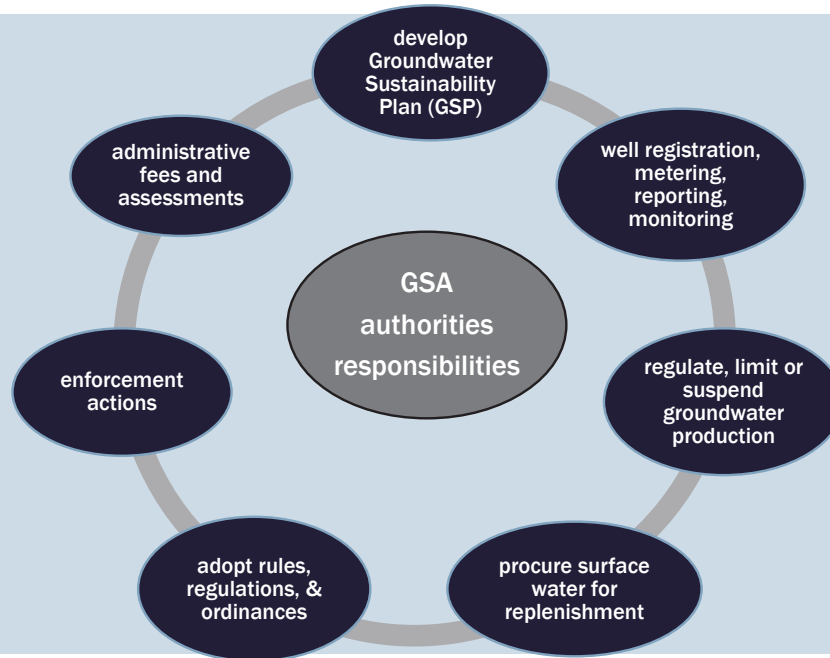 develop
Groundwater
Sustainability
Plan (GSP)
well registration,
metering,
reporting,
monitoring
regulate, limit or
suspend
groundwater
production
procure surface
water for
replenishment
adopt rules,
regulations, &
ordinances
enforcement
actions
administrative
fees and
assessments
GSA
authorities
responsibilities